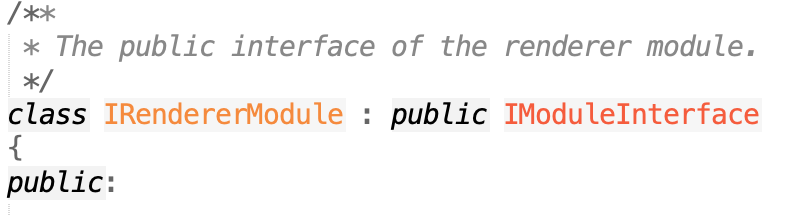 /**
 * The public interface of the renderer module.
 */
class IRendererModule : public IModuleInterface
{
public: